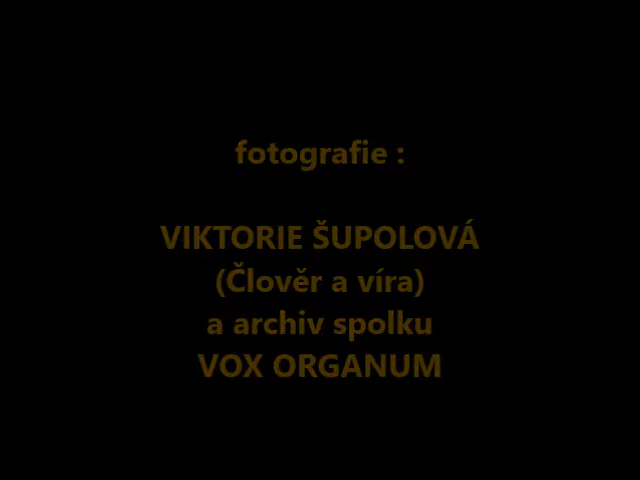 fotografie :
VIKTORIE ŠUPOLOVÁ
(Člověr a víra)
a archiv spolku
VOX ORGANUM